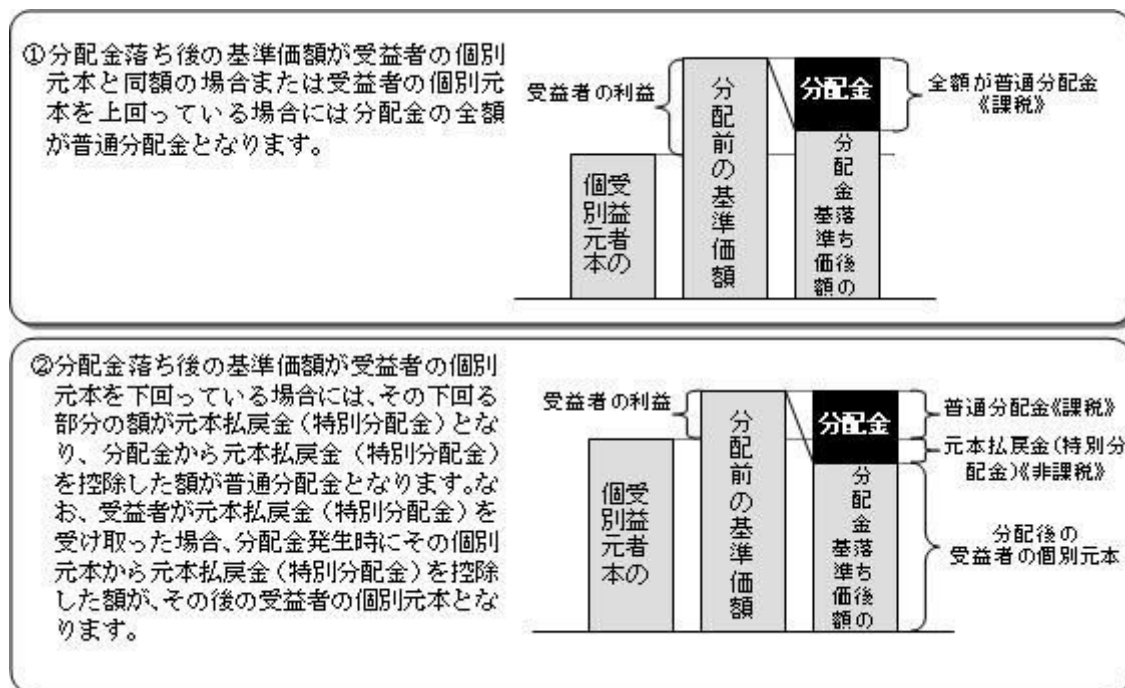 ①分配金落ち後の基準価額が受益者の個別
元本と同額の場合または受益者の個別元
本を上回っている場合には分配金の全額
が普通分配金となります。
受益者の利益
受益者の
個別元本
分配前の基準価額
分配金
分配金落ち後の
基準価額
全額が普通分配金
《課税》
②分配金落ち後の基準価額が受益者の個別
元本を下回っている場合には、その下回る
部分の額が元本払戻金（特別分配金）とな
り、分配金から元本払戻金（特別分配金）
を控除した額が普通分配金となります。な
お、受益者が元本払戻金（特別分配金）を
受け取った場合、分配金発生時にその個別
元本から元本払戻金（特別分配金）を控除
した額が、その後の受益者の個別元本とな
ります。
受益者の利益
受益者の
個別元本
分配前の基準価額
分配金
分配金落ち後の
基準価額
普通分配金《課税》
元本払戻金（特別分
配金）《非課税》
分配後の
受益者の個別元本